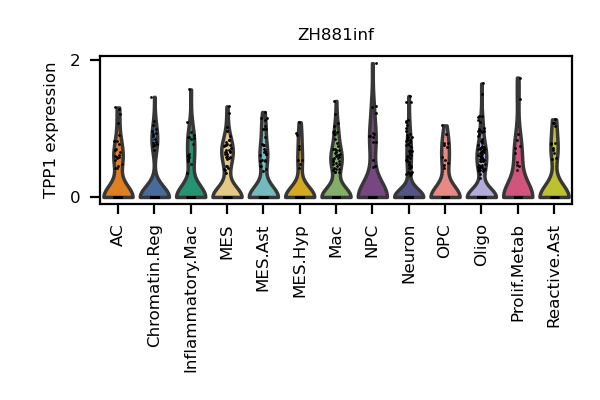 ZH881inf
TPP1 expression
2
0
AC
Chromatin.Reg
Inflammatory.Mac
MES
MES.Ast
MES.Hyp
Mac
NPC
Neuron
OPC
Oligo
Prolif.Metab
Reactive.Ast